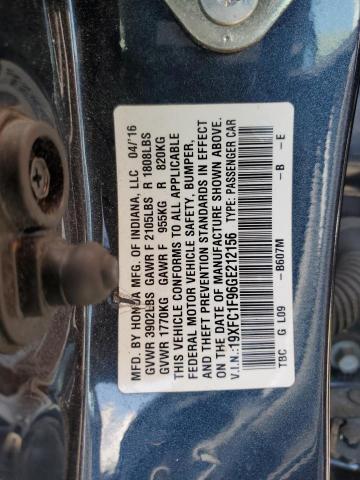 MFD. BY HONDA MFG. OF INDIANA, LLC 04/16
GVWR 3902LBS GAWR F 2105LBS R 1808LBS
GVWR 1770KG GAWR F 955KG R 820KG
THIS VEHICLE CONFORMS TO ALL APPLICABLE
FEDERAL MOTOR VEHICLE SAFETY, BUMPER,
AND THEFT PREVENTION STANDARDS IN EFFECT
ON THE DATE OF MANUFACTURE SHOWN ABOVE.
V.I.N.:19XFC1F96GE212156 TYPE: PASSENGER CAR
TBC G L09 -B607M -B -E